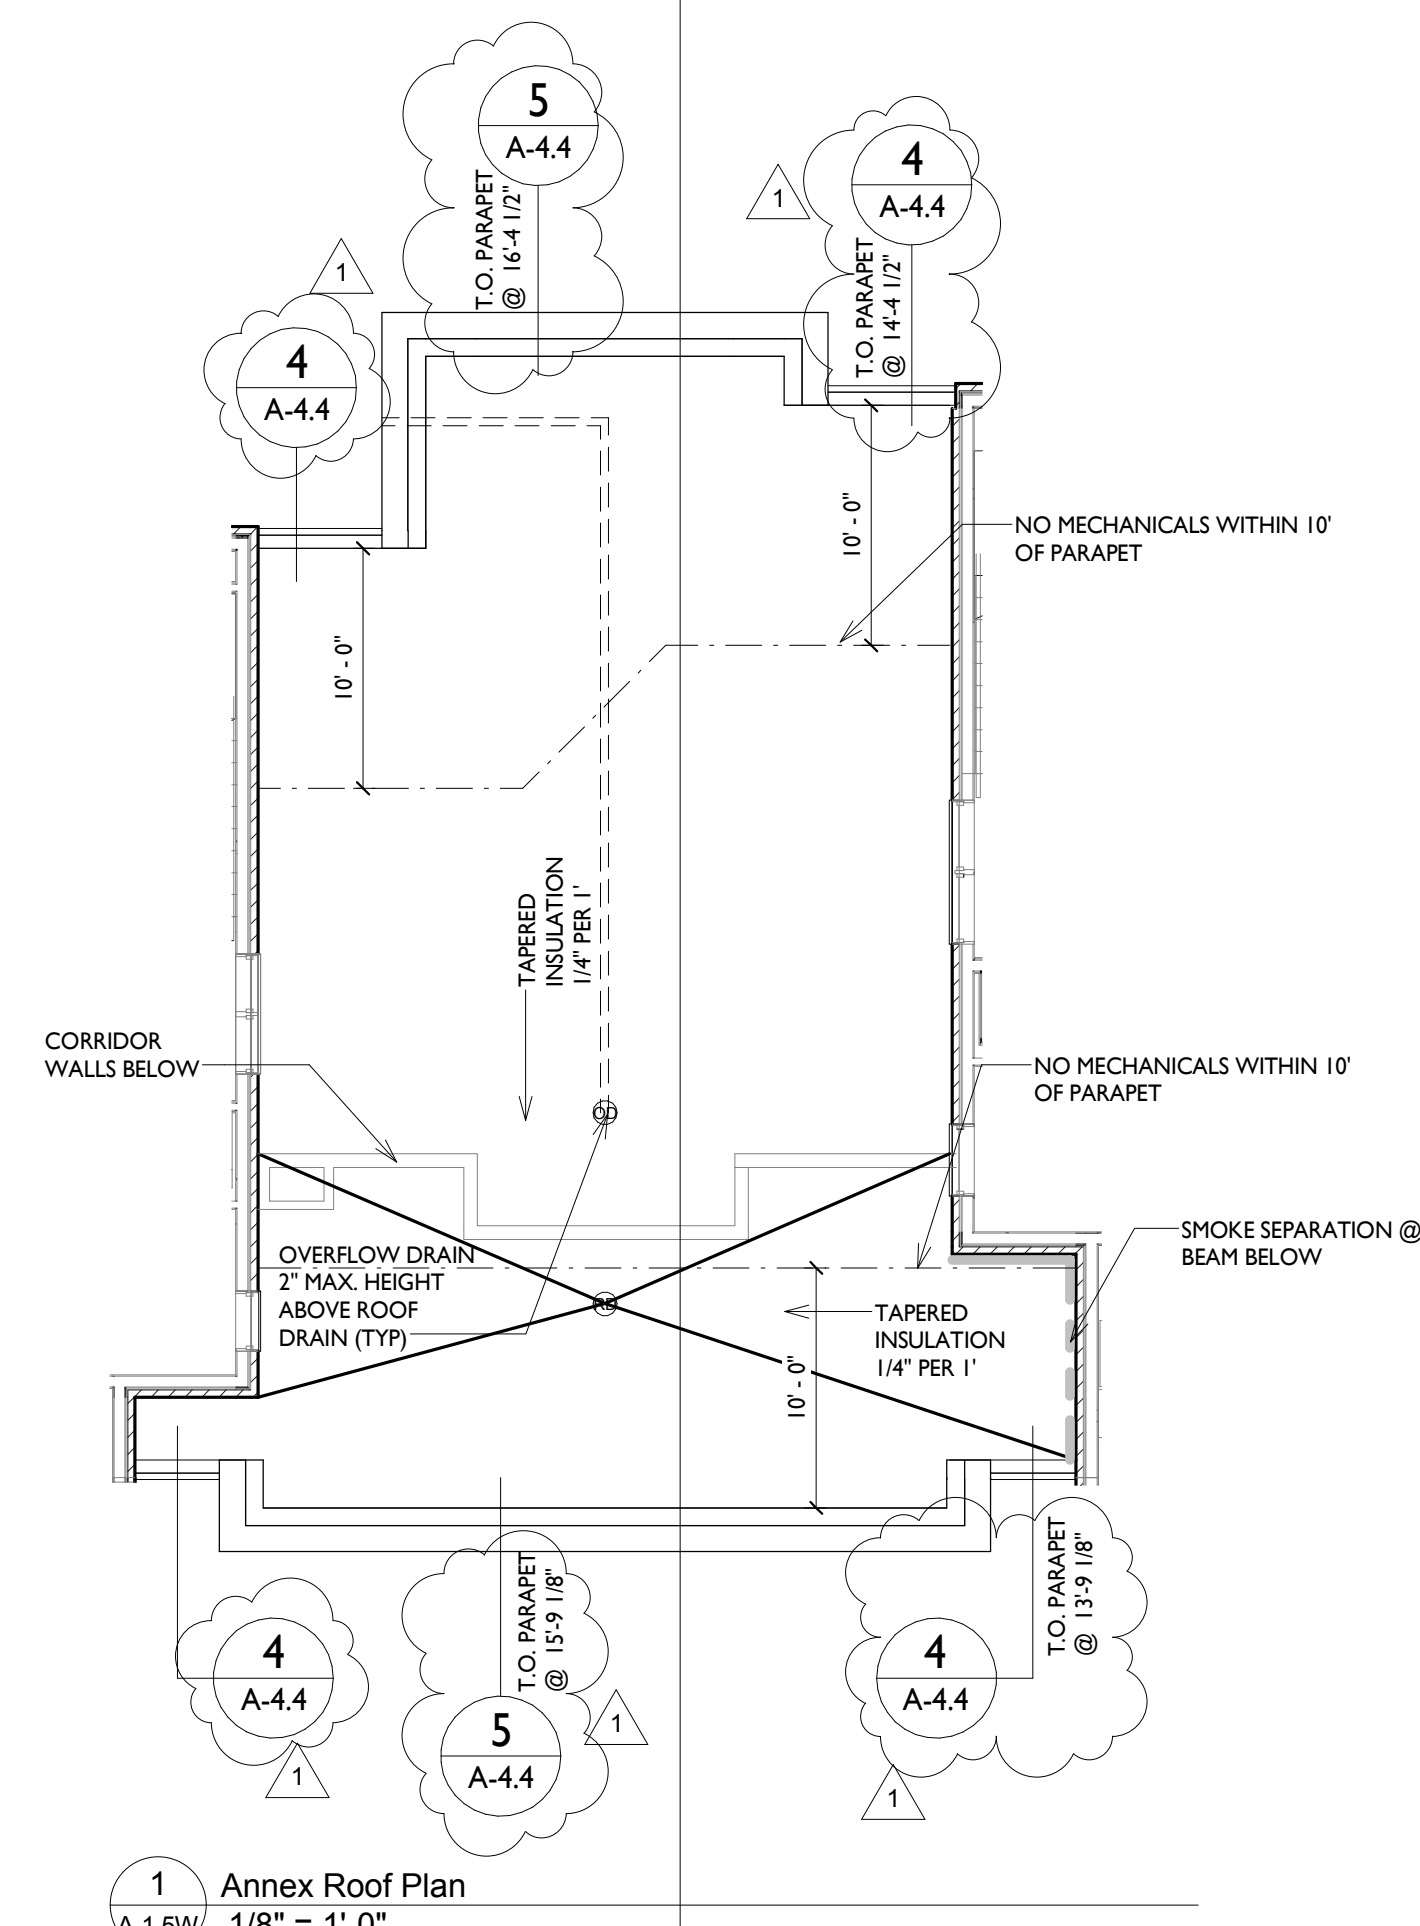 5
A-4.4
T.O. PARAPET
@ 16'-4 1/2"
4
A-4.4
1
T.O. PARAPET
@ 14'-4 1/2"
1
4
A-4.4
10' - 0"
NO MECHANICALS WITHIN 10'
OF PARAPET
10' - 0"
TAPERED
INSULATION
1/4" PER 1'
CORRIDOR
WALLS BELOW
NO MECHANICALS WITHIN 10'
OF PARAPET
OD
SMOKE SEPARATION @
BEAM BELOW
OVERFLOW DRAIN
2" MAX. HEIGHT
ABOVE ROOF
DRAIN (TYP)
RD
TAPERED
INSULATION
1/4" PER 1'
10' - 0"
T.O. PARAPET
@ 15'-9 1/8"
T.O. PARAPET
@ 13'-9 1/8"
4
A-4.4
1
5
A-4.4
1
4
A-4.4
1
1
A-1.5W
Annex Roof Plan
1/8" = 1'-0"